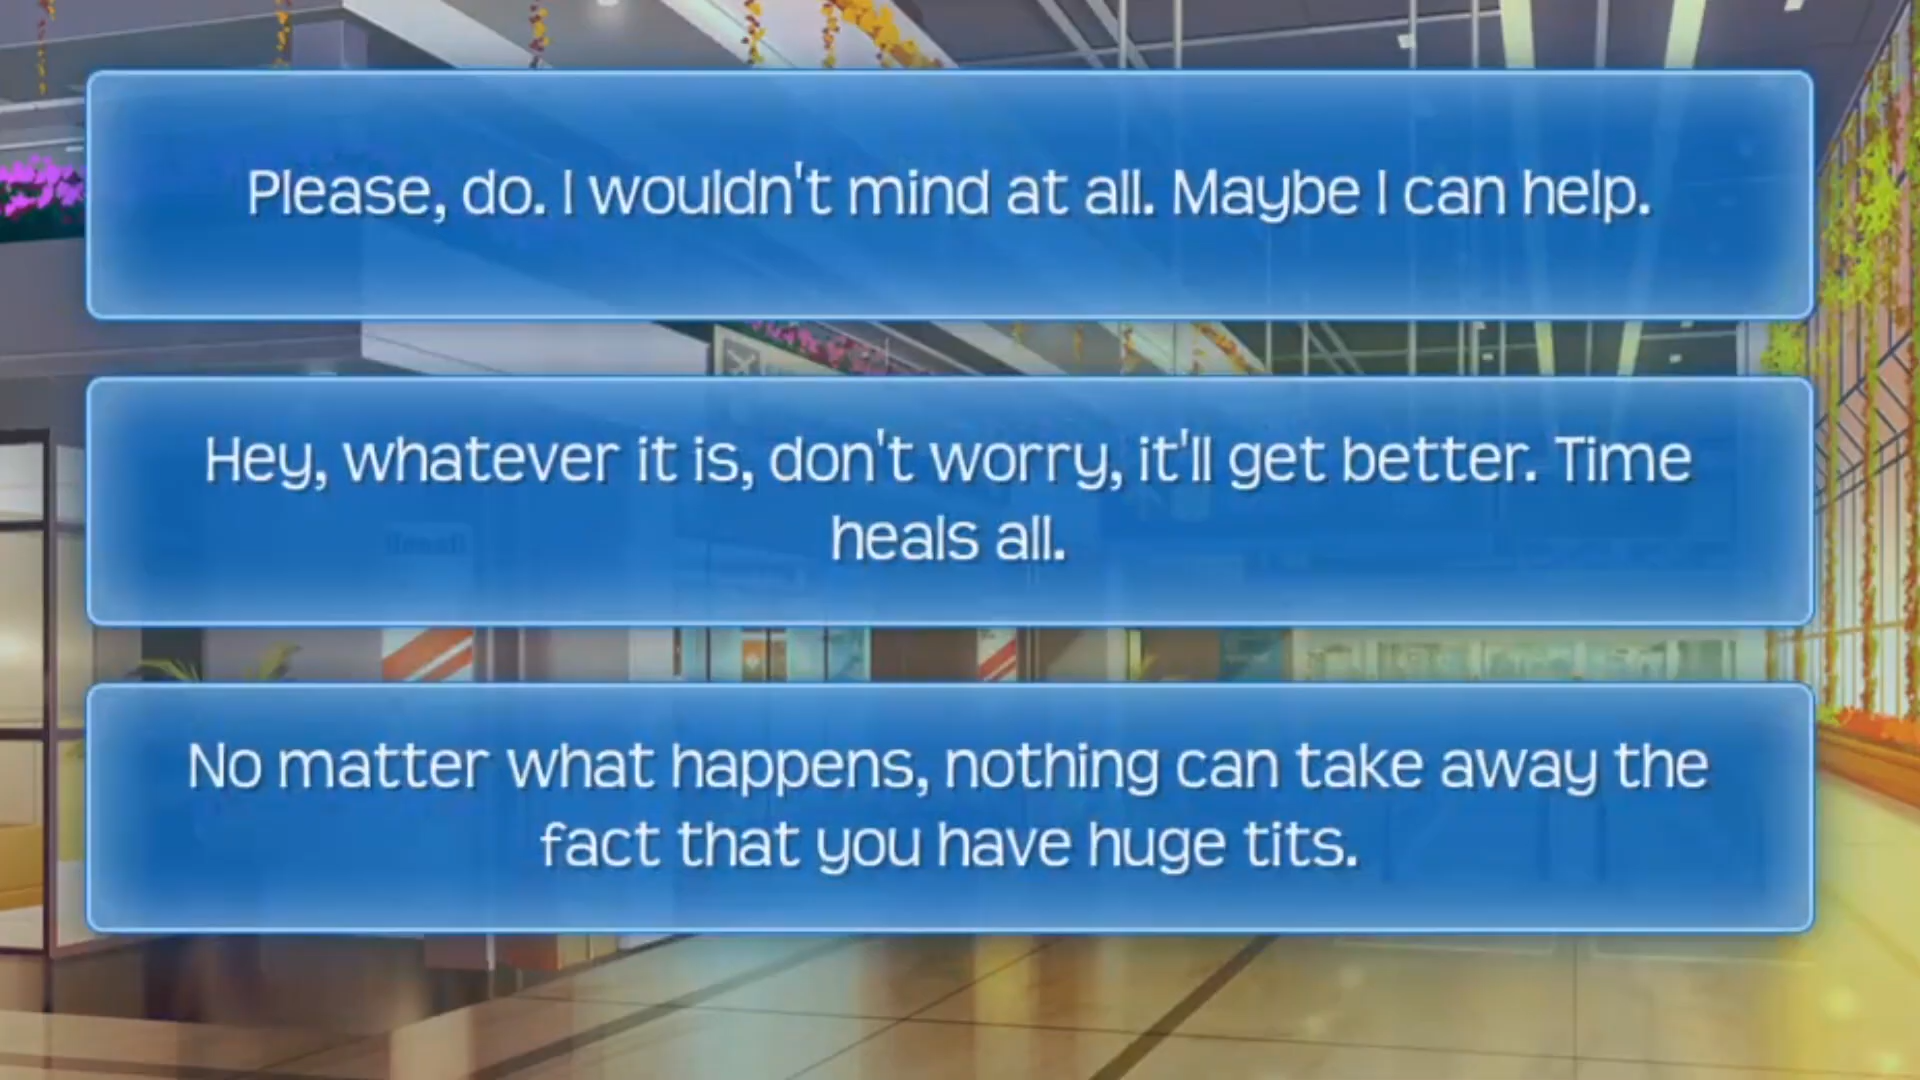 Please, do. I wouldn't mind at all. Maybe I can help.
Hey, whatever it is, don't worry, it'll get better. Time
heals all.
No matter what happens, nothing can take away the
fact that you have huge tits.